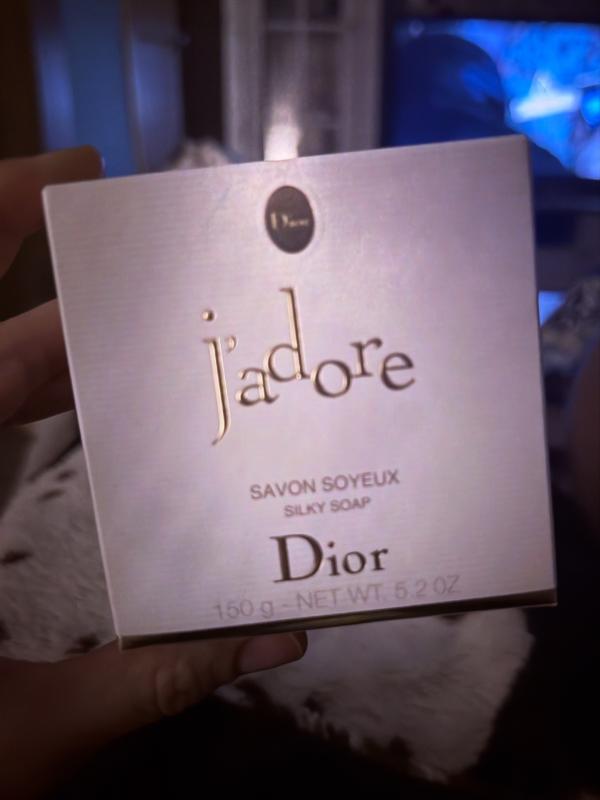 Dior
j'adore
SAVON SOYEUX
SILKY SOAP
Dior
150 g - NET WT. 5.2 OZ